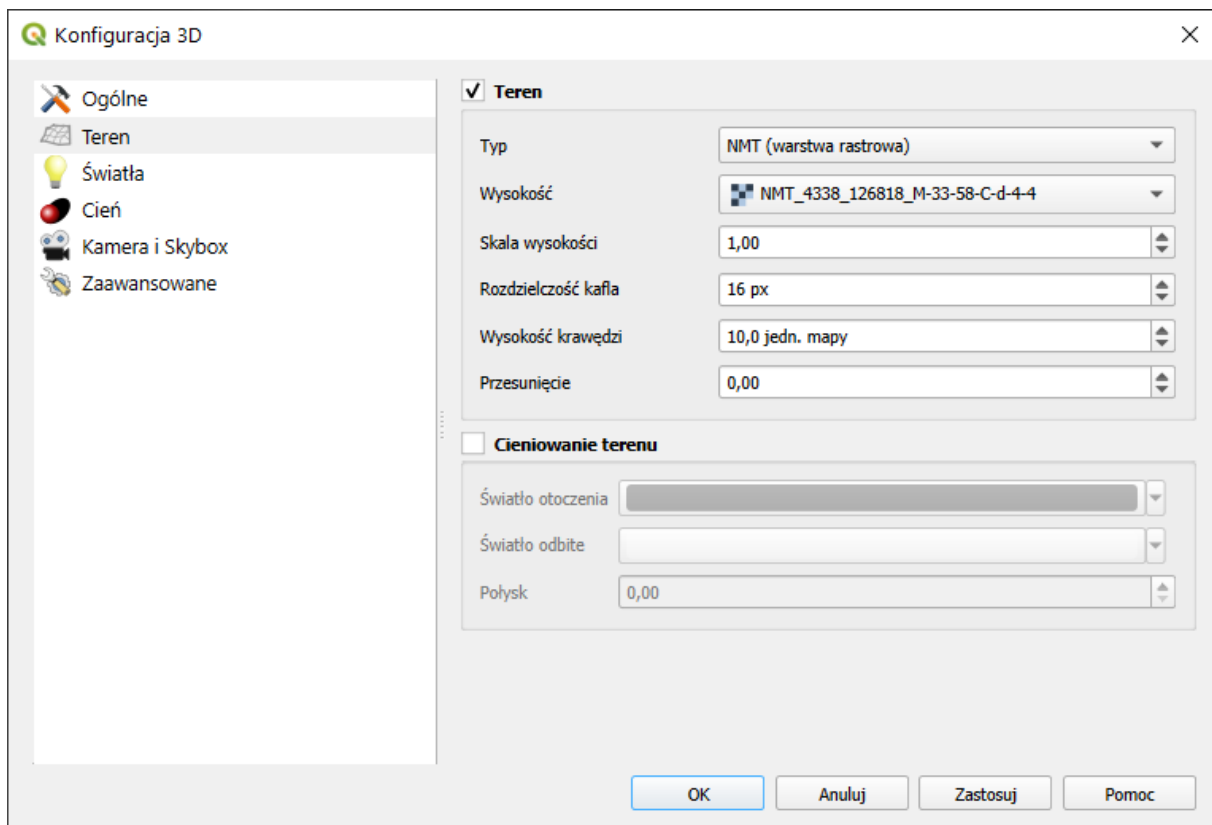 Konfiguracja 3D
Ogólne
Teren
Światła
Cień
Kamera i Skybox
Zaawansowane
Teren
Typ NMT (warstwa rastrowa)
Wysokość NMT_4338_126818_M-33-58-C-d-4-4
Skala wysokości 1,00
Rozdzielczość kafla 16 px
Wysokość krawędzi 10,0 jedn. mapy
Przesunięcie 0,00
Cieniowanie terenu
Światło otoczenia
Światło odbite
Połysk 0,00
OK Anuluj Zastosuj Pomoc